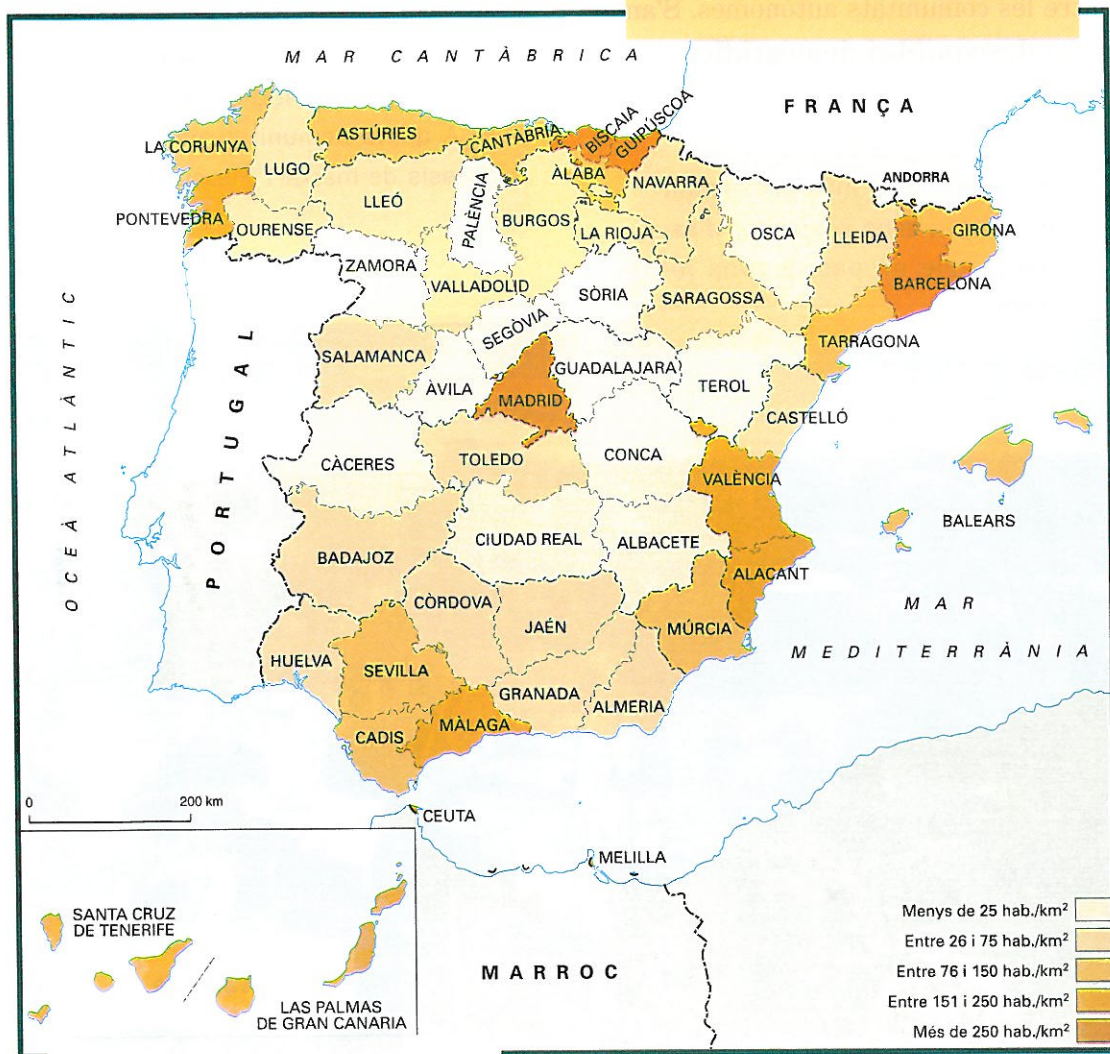 re les comunitats autònomes. S'an
MAR CANTÀBRICA
FRANÇA
ANDORRA
LA CORUNYA
LUGO
ASTÚRIES
CANTÀBRIA
BISCAIA
GUIPÚSCOA
ÀLABA
NAVARRA
PONTEVEDRA
OURENSE
LLEÓ
PALÈNCIA
BURGOS
LA RIOJA
OSCA
LLEIDA
GIRONA
BARCELONA
ZAMORA
VALLADOLID
SÒRIA
SARAGOSSA
TARRAGONA
SEGÒVIA
SALAMANCA
ÀVILA
MADRID
GUADALAJARA
TEROL
CASTELLÓ
OCEÀ ATLÀNTIC
PORTUGAL
CÀCERES
TOLEDO
CONCA
VALÈNCIA
BALEARS
BADAJOZ
CIUDAD REAL
ALBACETE
ALACANT
CÒRDOVA
JAÉN
MÚRCIA
MAR
MEDITERRÀNIA
HUELVA
SEVILLA
GRANADA
ALMERIA
CADIS
MÀLAGA
0
200 km
CEUTA
MELILLA
MARROC
SANTA CRUZ
DE TENERIFE
LAS PALMAS
DE GRAN CANARIA
Menys de 25 hab./km²
Entre 26 i 75 hab./km²
Entre 76 i 150 hab./km²
Entre 151 i 250 hab./km²
Més de 250 hab./km²